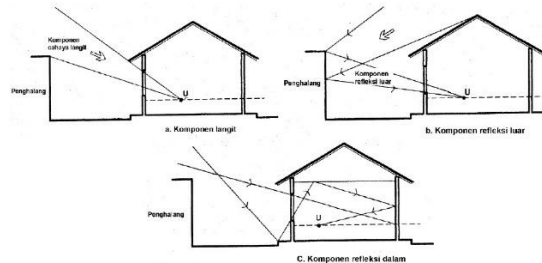 Komponen
cahaya langit
Penghalang
U
a. Komponen langit
Penghalang
Komponen
refleksi luar
U
b. Komponen refleksi luar
Penghalang
U
C. Komponen refleksi dalam